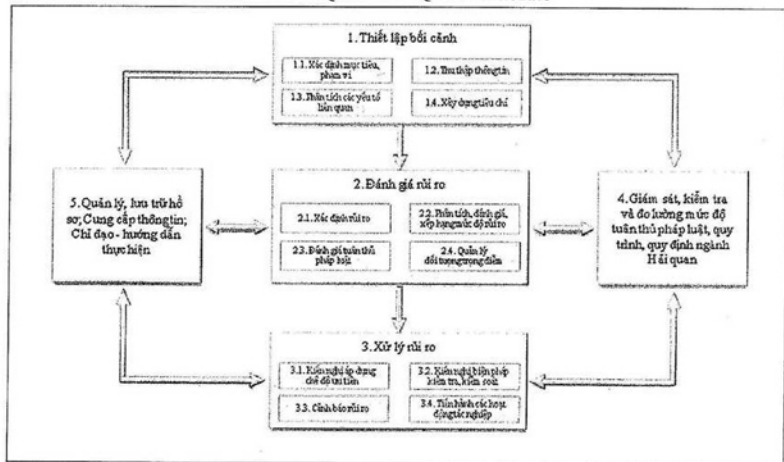 1. Thiết lập bối cảnh
1.1. Xác định mục tiêu,
phạm vi
1.2. Thu thập thông tin
1.3. Phân tích các yếu tố
liên quan
1.4. Xây dựng tiêu chí
2. Đánh giá rủi ro
2.1. Xác định rủi ro
2.2. Phân tích, đánh giá,
xếp hạng mức độ rủi ro
2.3. Đánh giá tuân thủ
pháp luật
2.4. Quản lý
đối tượng trọng điểm
5. Quản lý, lưu trữ hồ
sơ; Cung cấp thông tin;
Chỉ đạo - hướng dẫn
thực hiện
4. Giám sát, kiểm tra
và đo lường mức độ
tuân thủ pháp luật, quy
trình, quy định ngành
Hải quan
3. Xử lý rủi ro
3.1. Kiến nghị áp dụng
chế độ ưu tiên
3.2. Kiến nghị biện pháp
kiểm tra, kiểm soát
3.3. Cảnh báo rủi ro
3.4. Tiến hành các hoạt
động tác nghiệp